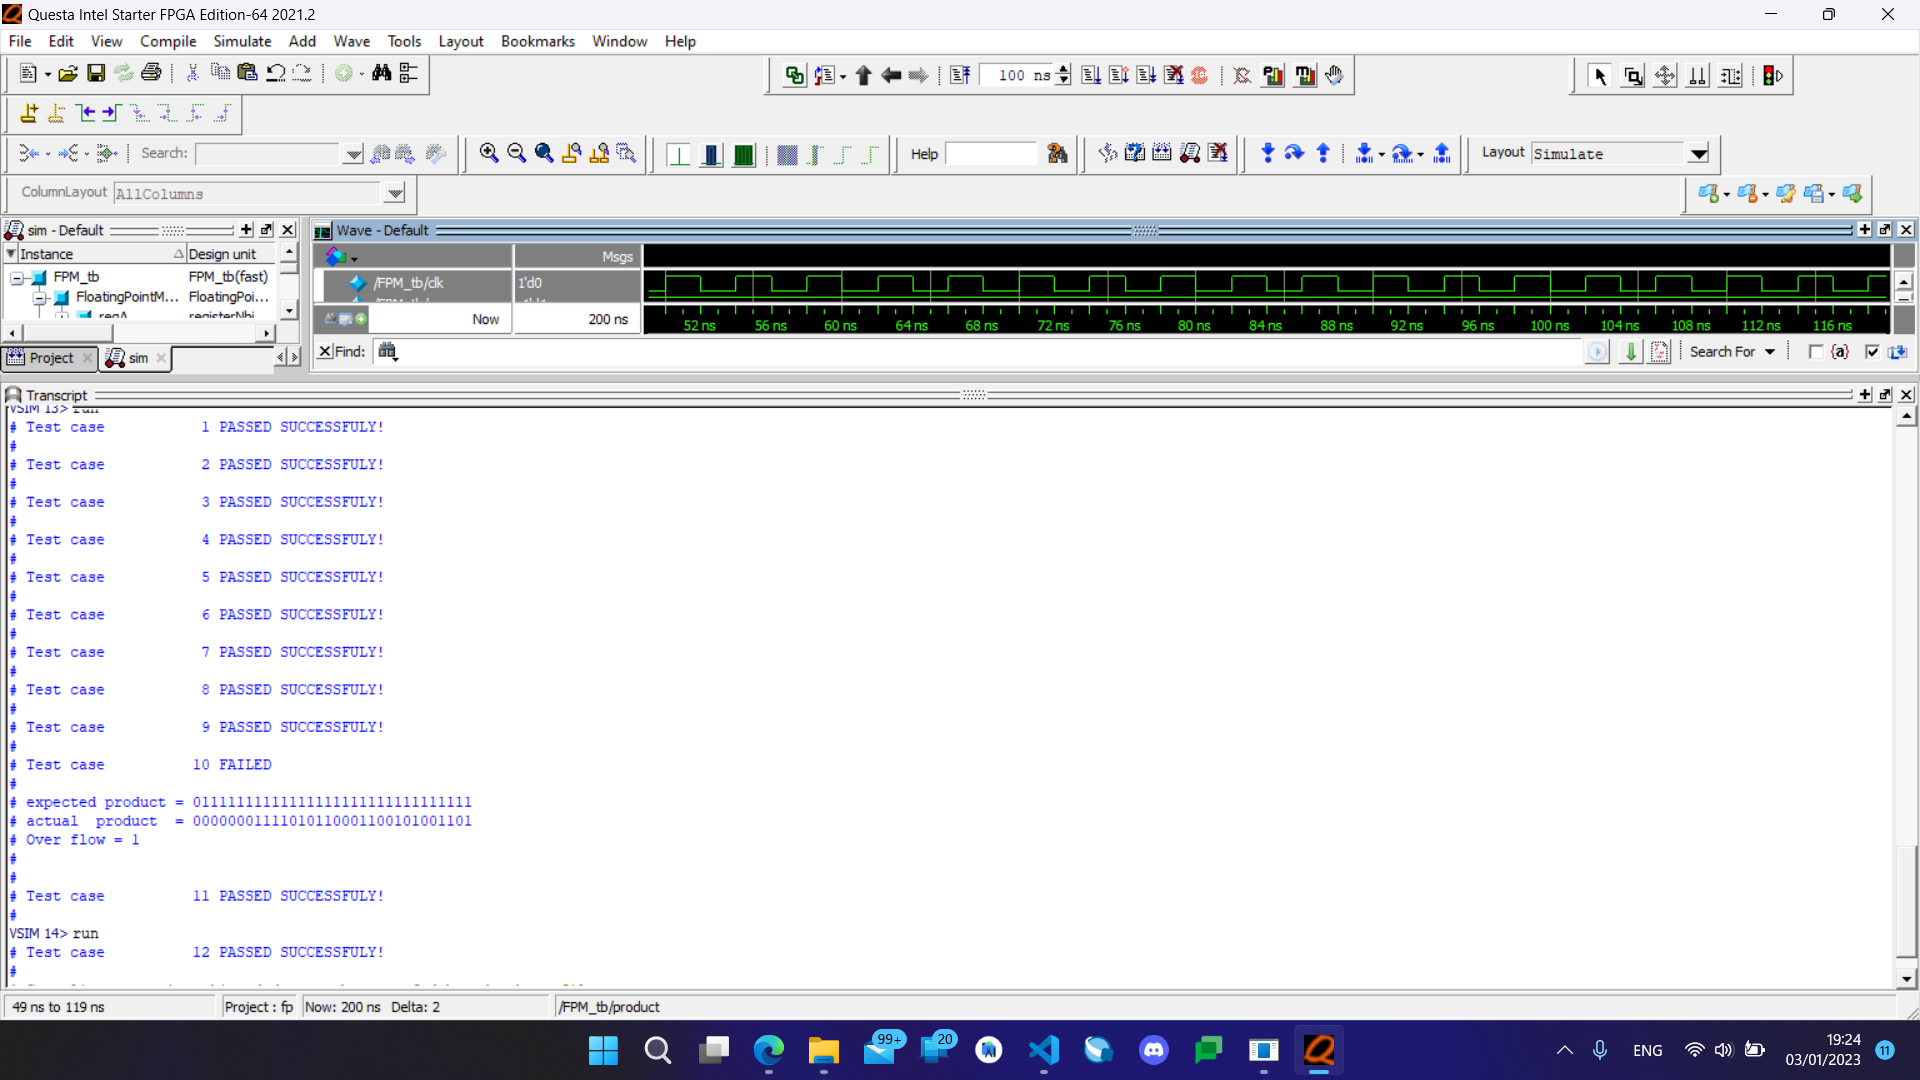 Questa Intel Starter FPGA Edition-64 2021.2
File Edit View Compile Simulate Add Wave Tools Layout Bookmarks Window Help
100 ns
Search:
Help
Layout Simulate
ColumnLayout AllColumns
sim - Default
Instance Design unit
FPM_tb FPM_tb(fast)
FloatingPointM... FloatingPoi...
Project sim
Wave - Default
Msgs
/FPM_tb/clk 1'd0
Now 200 ns
52 ns 56 ns 60 ns 64 ns 68 ns 72 ns 76 ns 80 ns 84 ns 88 ns 92 ns 96 ns 100 ns 104 ns 108 ns 112 ns 116 ns
Find: Search For
Transcript
VSIM 13> run
# Test case 1 PASSED SUCCESSFULY!
#
# Test case 2 PASSED SUCCESSFULY!
#
# Test case 3 PASSED SUCCESSFULY!
#
# Test case 4 PASSED SUCCESSFULY!
#
# Test case 5 PASSED SUCCESSFULY!
#
# Test case 6 PASSED SUCCESSFULY!
#
# Test case 7 PASSED SUCCESSFULY!
#
# Test case 8 PASSED SUCCESSFULY!
#
# Test case 9 PASSED SUCCESSFULY!
#
# Test case 10 FAILED
#
# expected product = 01111111111111111111111111111111
# actual product = 00000001111010110001100101001101
# Over flow = 1
#
#
# Test case 11 PASSED SUCCESSFULY!
#
VSIM 14> run
# Test case 12 PASSED SUCCESSFULY!
#
49 ns to 119 ns Project : fp Now: 200 ns Delta: 2 /FPM_tb/product
99+ 20
ENG 19:24
03/01/2023 11